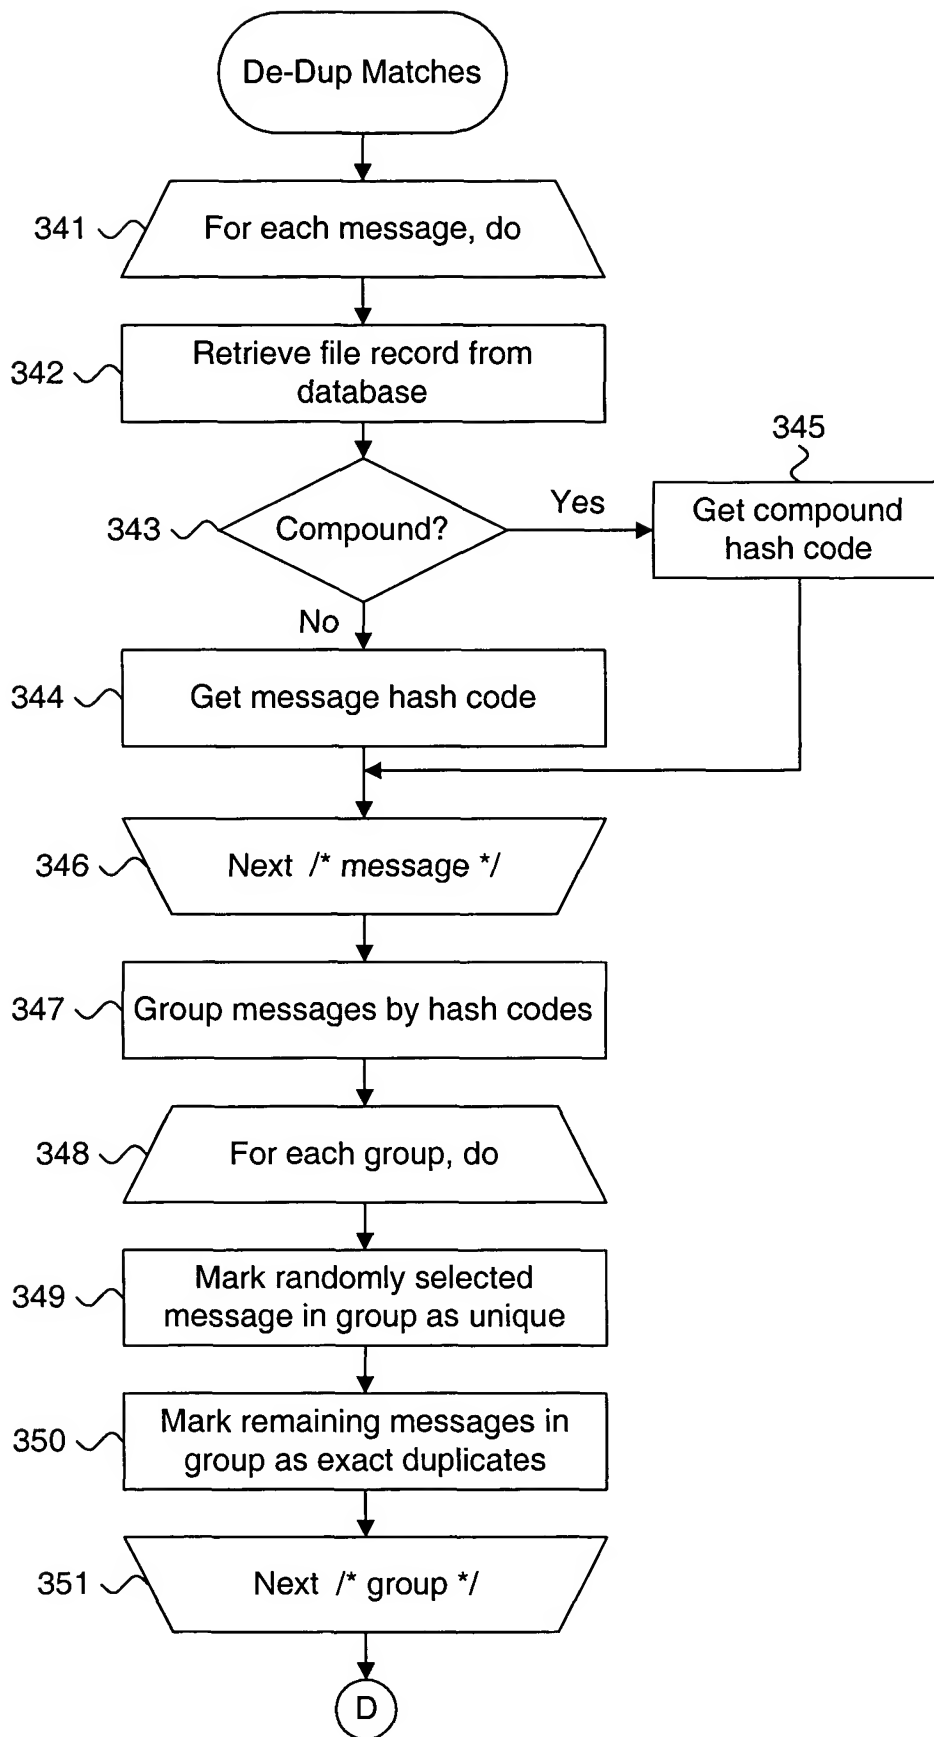 De-Dup Matches
341
For each message, do
342
Retrieve file record from
database
345
343
Compound?
Yes
Get compound
hash code
No
344
Get message hash code
346
Next /* message */
347
Group messages by hash codes
348
For each group, do
349
Mark randomly selected
message in group as unique
350
Mark remaining messages in
group as exact duplicates
351
Next /* group */
D